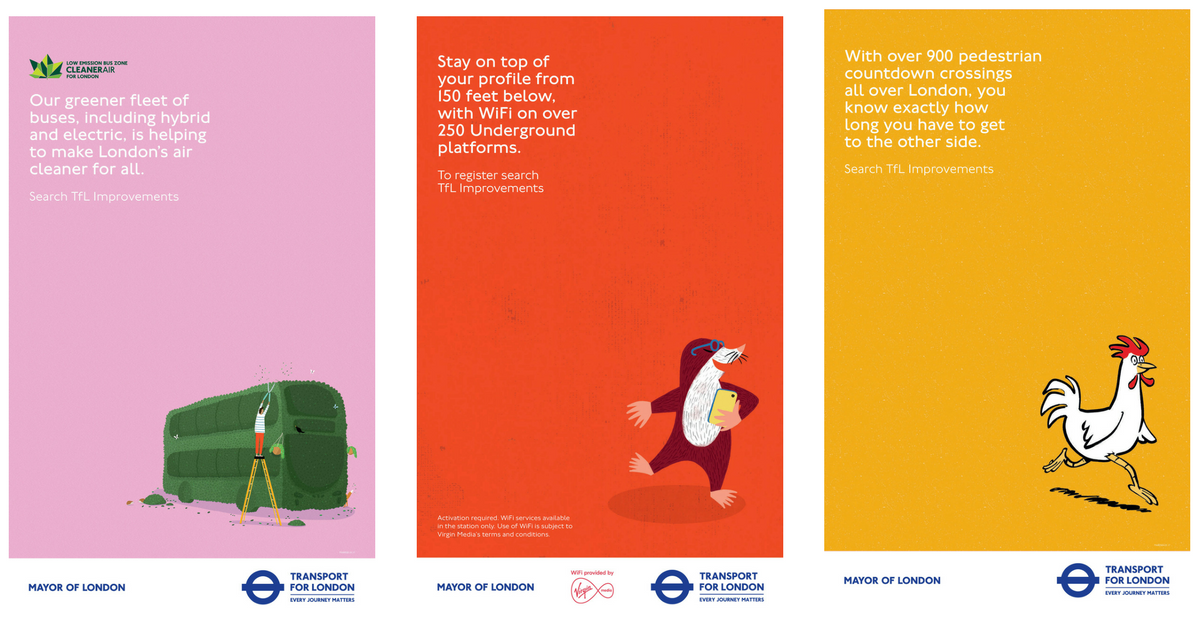 LOW EMISSION BUS ZONE
CLEANERAIR
FOR LONDON
Our greener fleet of
buses, including hybrid
and electric, is helping
to make London's air
cleaner for all.
Search TfL Improvements
MAYOR OF LONDON
TRANSPORT
FOR LONDON
EVERY JOURNEY MATTERS
Stay on top of
your profile from
150 feet below,
with WiFi on over
250 Underground
platforms.
To register search
TfL Improvements
Activation required. WiFi services available
in the station only. Use of WiFi is subject to
Virgin Media's terms and conditions.
MAYOR OF LONDON
WiFi provided by
Virgin media
TRANSPORT
FOR LONDON
EVERY JOURNEY MATTERS
With over 900 pedestrian
countdown crossings
all over London, you
know exactly how
long you have to get
to the other side.
Search TfL Improvements
MAYOR OF LONDON
TRANSPORT
FOR LONDON
EVERY JOURNEY MATTERS